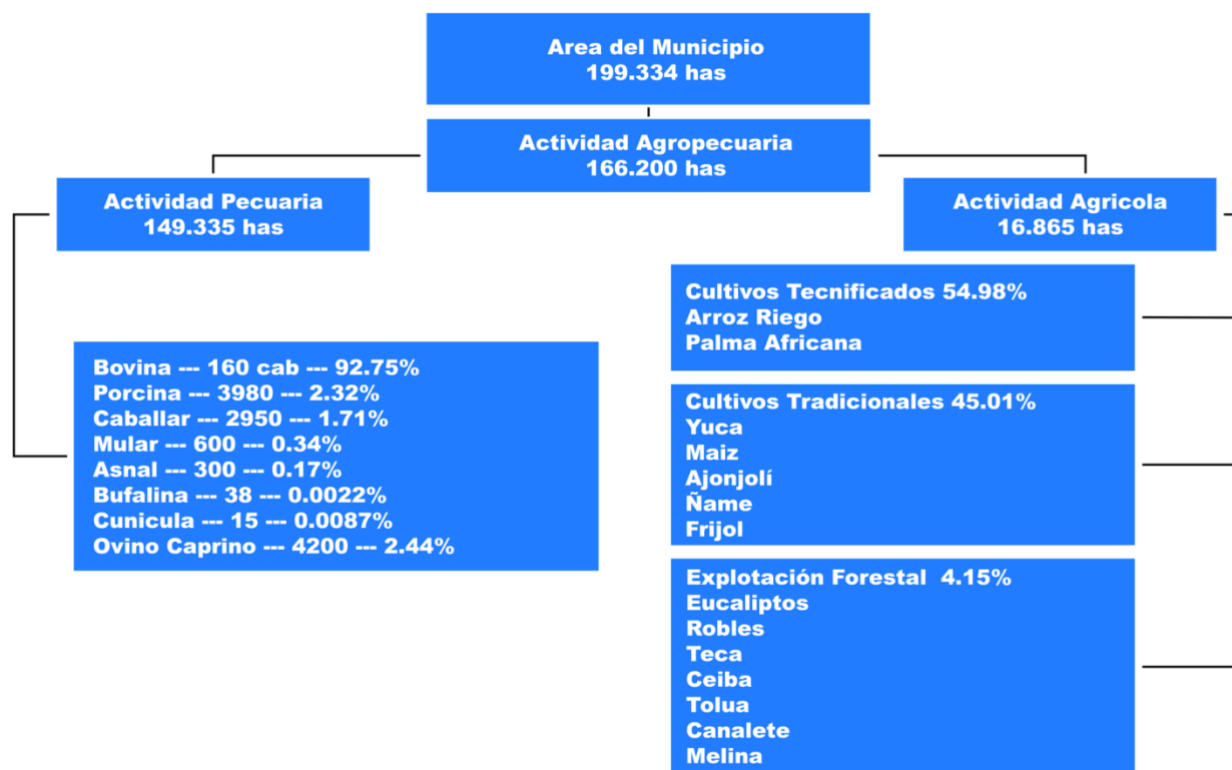 Area del Municipio
199.334 has
Actividad Agropecuaria
166.200 has
Actividad Pecuaria
149.335 has
Actividad Agricola
16.865 has
Bovina --- 160 cab --- 92.75%
Porcina --- 3980 --- 2.32%
Caballar --- 2950 --- 1.71%
Mular --- 600 --- 0.34%
Asnal --- 300 --- 0.17%
Bufalina --- 38 --- 0.0022%
Cunicula --- 15 --- 0.0087%
Ovino Caprino --- 4200 --- 2.44%
Cultivos Tecnificados 54.98%
Arroz Riego
Palma Africana
Cultivos Tradicionales 45.01%
Yuca
Maiz
Ajonjolí
Ñame
Frijol
Explotación Forestal  4.15%
Eucaliptos
Robles
Teca
Ceiba
Tolua
Canalete
Melina